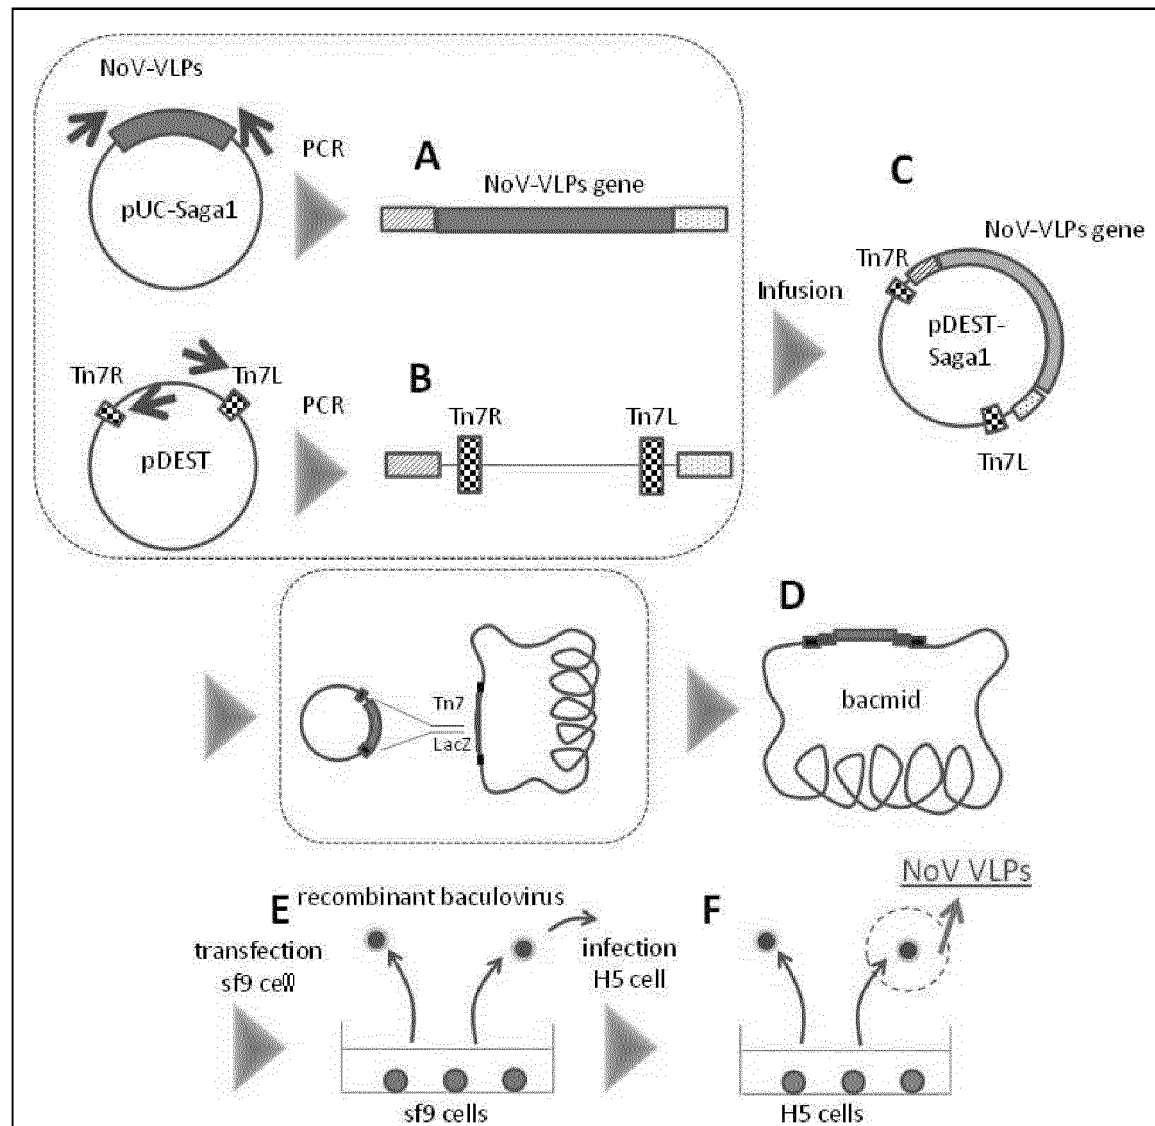 NoV-VLPs
pUC-Saga1
PCR
A
NoV-VLPs gene
C
NoV-VLPs gene
Tn7R
pDEST-
Saga1
Tn7L
Infusion
Tn7R
Tn7L
pDEST
PCR
B
Tn7R
Tn7L
Tn7
LacZ
D
bacmid
E
recombinant baculovirus
transfection
sf9 cell
sf9 cells
infection
H5 cell
F
NoV VLPs
H5 cells